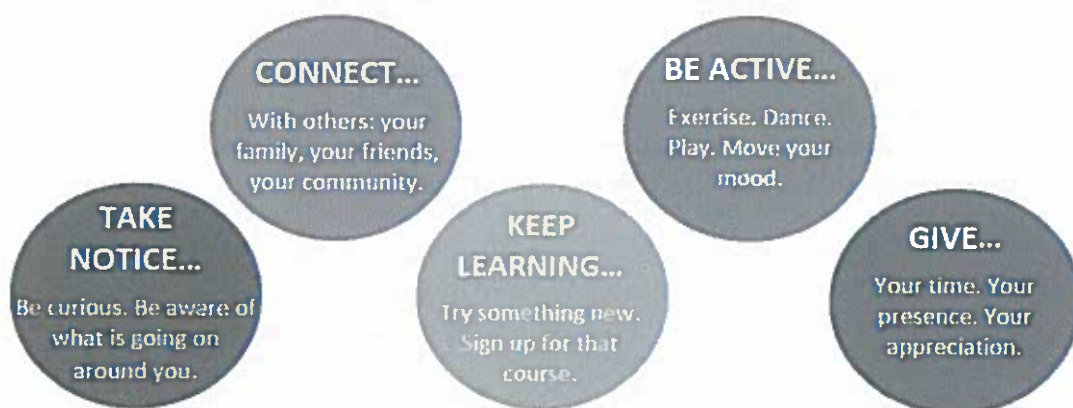 TAKE
NOTICE...
Be curious. Be aware of
what is going on
around you.
CONNECT...
With others: your
family, your friends,
your community.
KEEP
LEARNING...
Try something new.
Sign up for that
course.
BE ACTIVE...
Exercise. Dance.
Play. Move your
mood.
GIVE...
Your time. Your
presence. Your
appreciation.